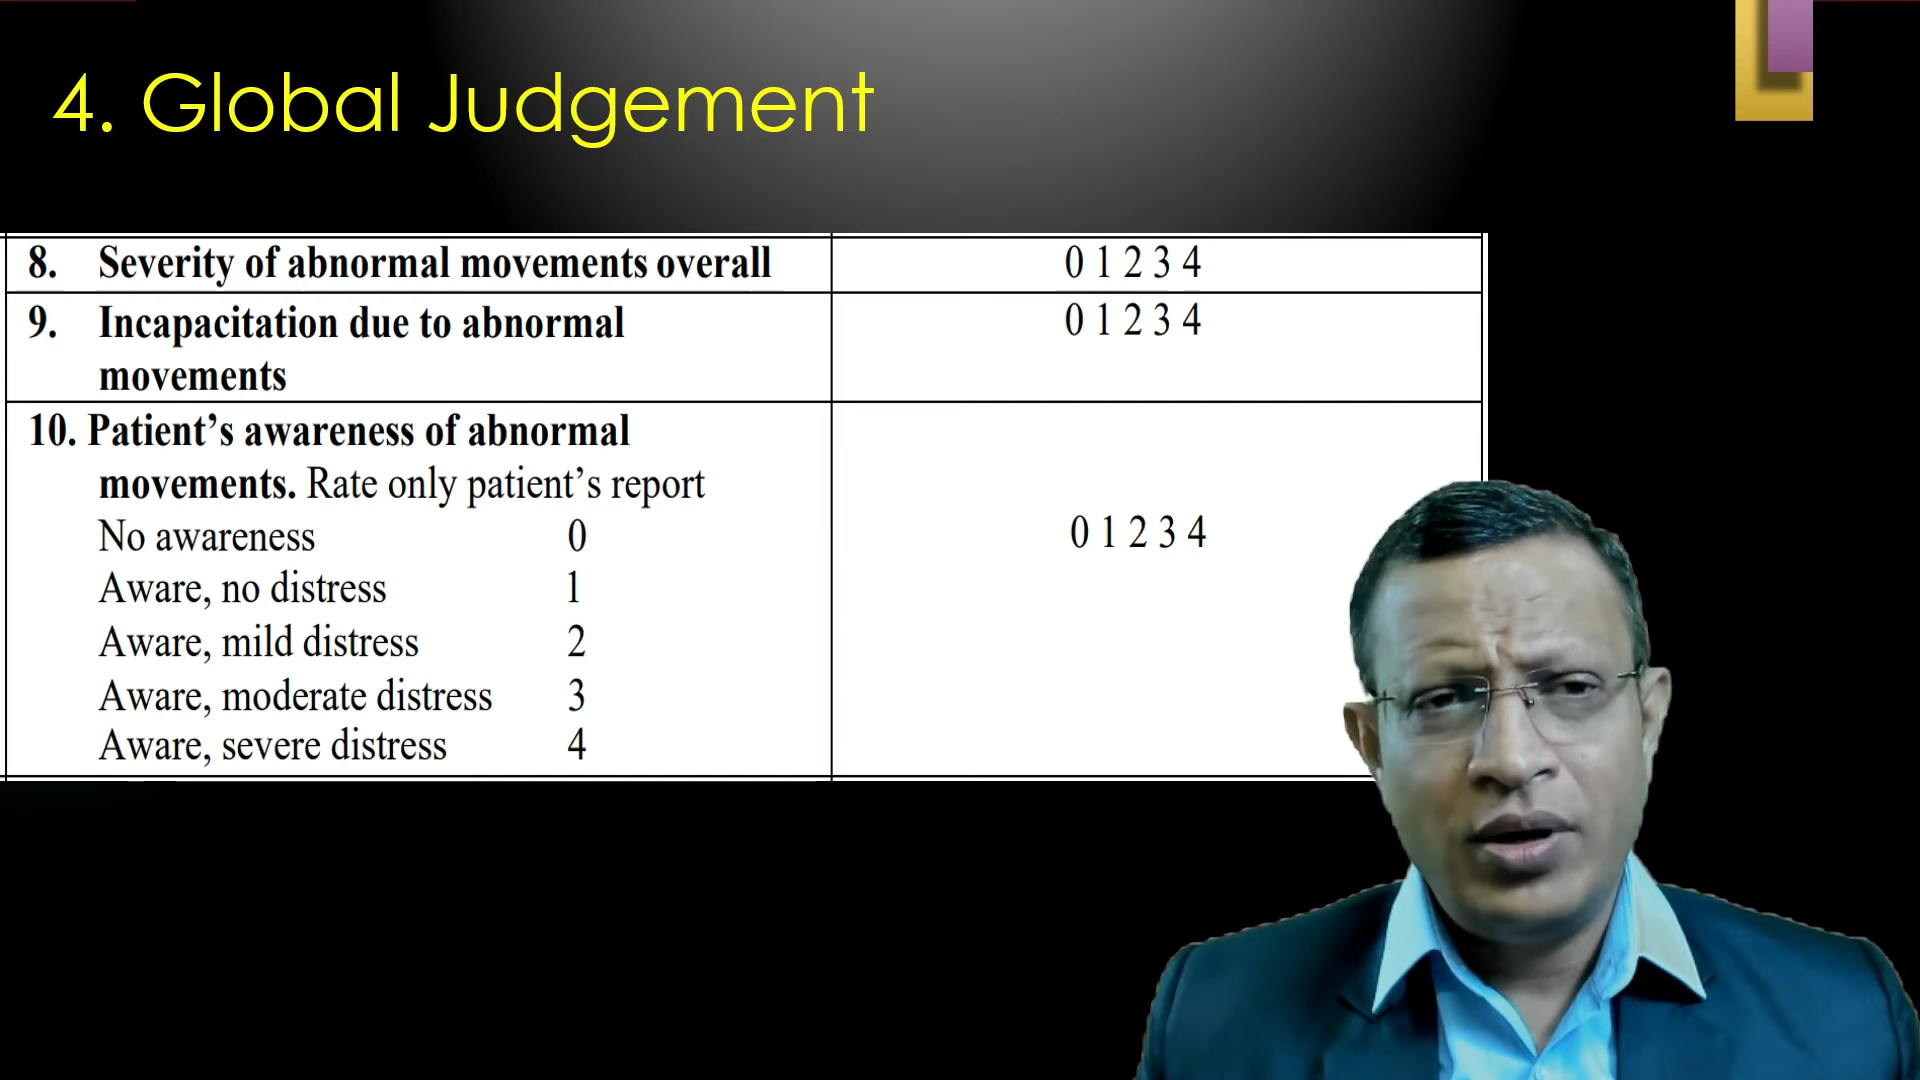 4. Global Judgement
8. Severity of abnormal movements overall 0 1 2 3 4
9. Incapacitation due to abnormal 0 1 2 3 4
movements
10. Patient’s awareness of abnormal
movements. Rate only patient’s report
No awareness 0 0 1 2 3 4
Aware, no distress 1
Aware, mild distress 2
Aware, moderate distress 3
Aware, severe distress 4